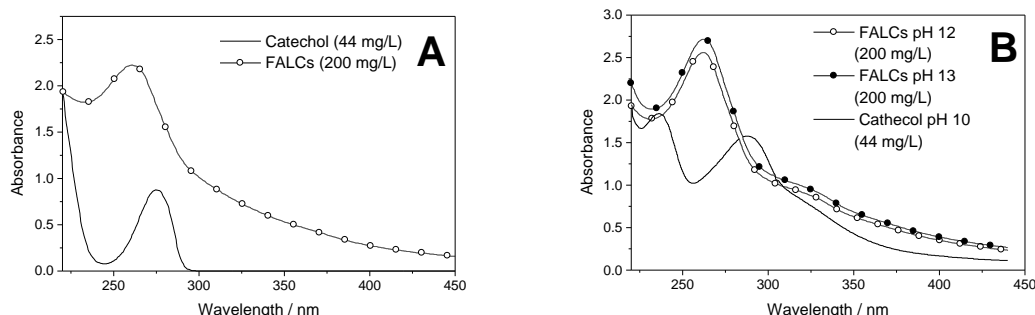 A
Catechol (44 mg/L)
FALCs (200 mg/L)
Absorbance
2.5
2.0
1.5
1.0
0.5
0.0
250
300
350
400
450
Wavelength / nm
B
FALCs pH 12
(200 mg/L)
FALCs pH 13
(200 mg/L)
Cathecol pH 10
(44 mg/L)
Absorbance
3.0
2.5
2.0
1.5
1.0
0.5
0.0
250
300
350
400
450
Wavelength / nm